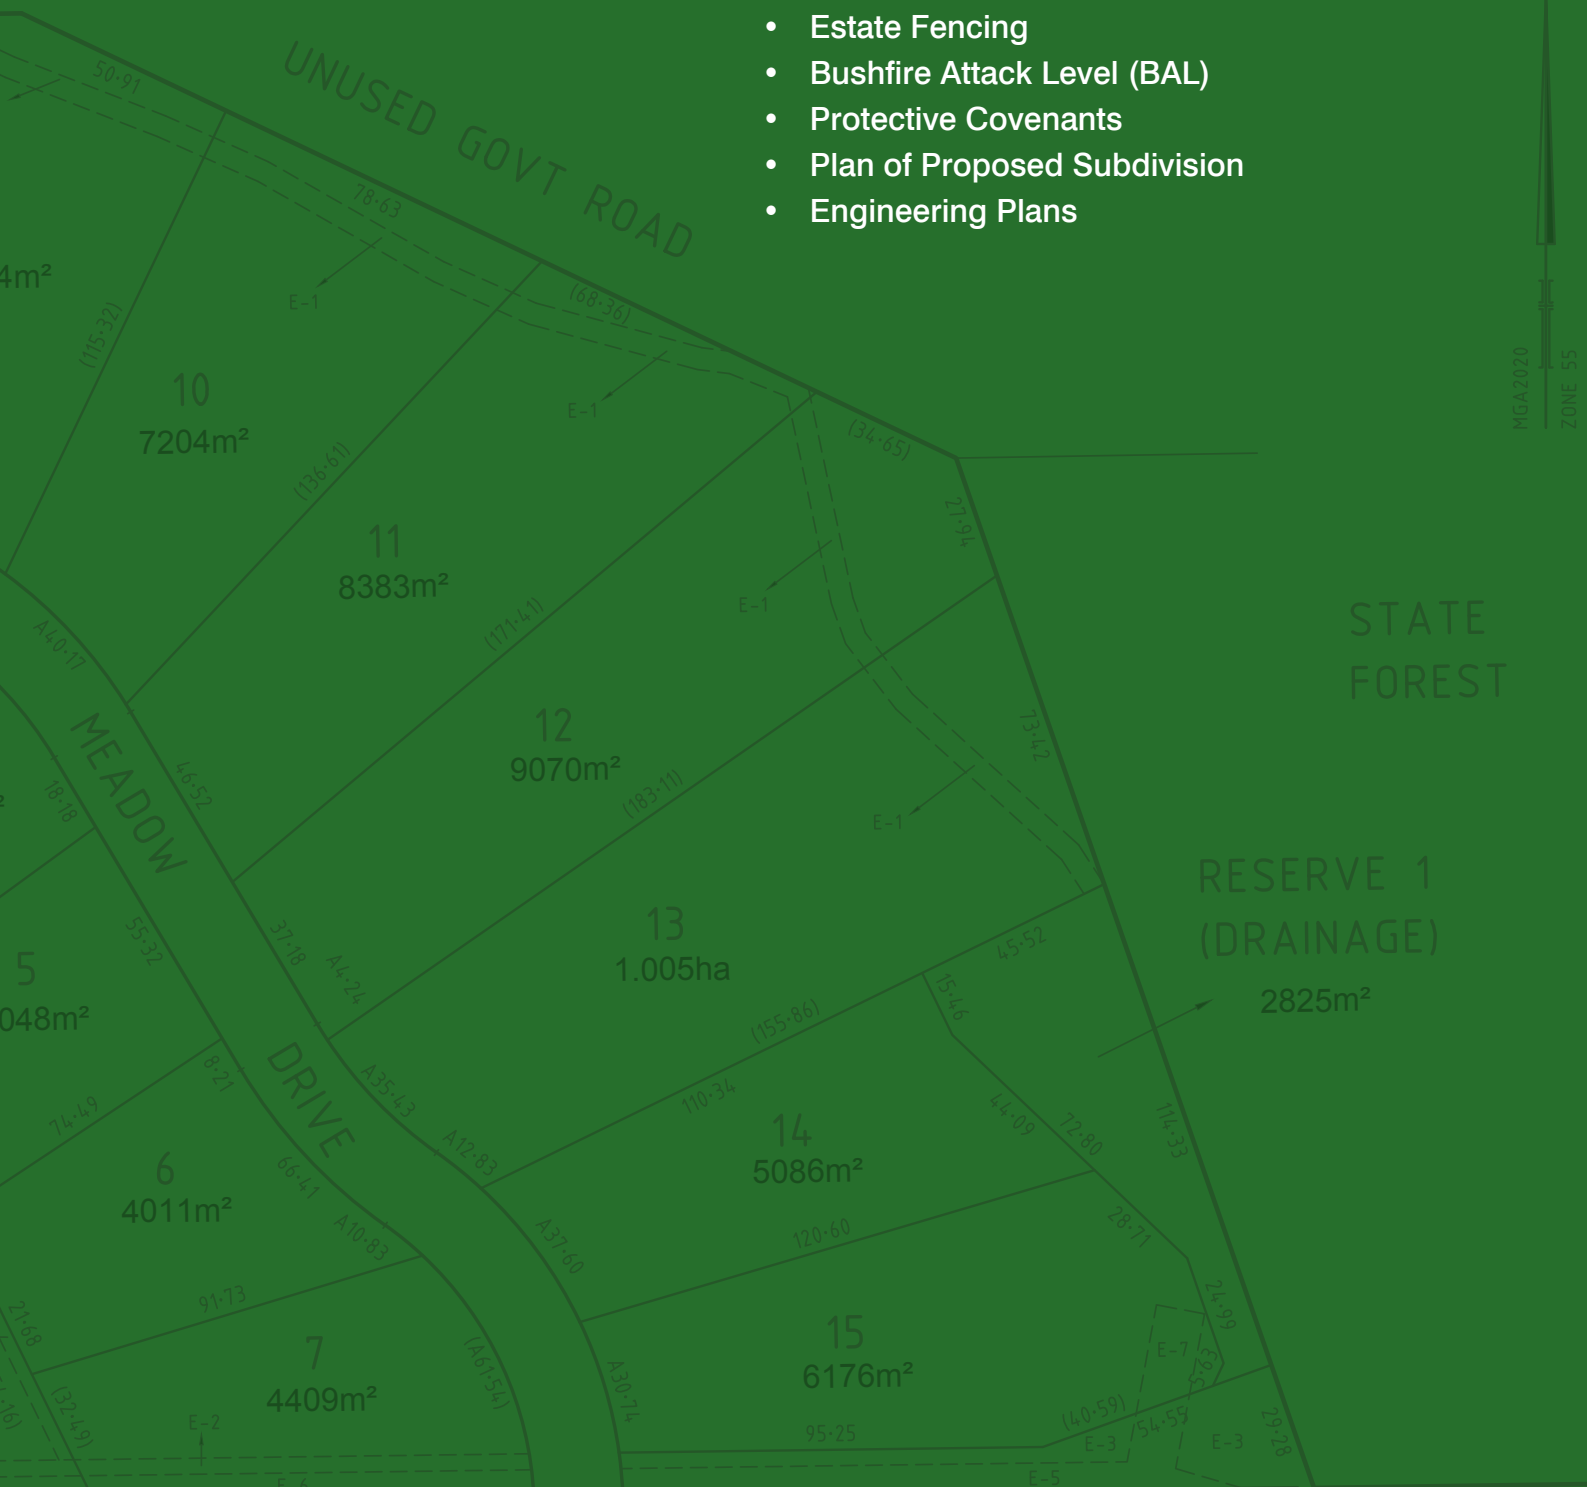 • Estate Fencing
• Bushfire Attack Level (BAL)
• Protective Covenants
• Plan of Proposed Subdivision
• Engineering Plans
UNUSED GOVT ROAD
50·91
78·63
(68·36)
(34·65)
E-1
E-1
E-1
E-1
MGA2020
ZONE 55
4m²
(115·32)
10
7204m²
(136·61)
11
8383m²
(171·41)
12
9070m²
(183·11)
13
1.005ha
(155·86)
27·94
73·42
STATE
FOREST
RESERVE 1
(DRAINAGE)
2825m²
114·33
45·52
15·46
110·34
44·09
72·80
14
5086m²
120·60
28·71
24·99
5·63
15
6176m²
E-7
(40·59)
54·55
E-3
E-3
29·28
95·25
E-5
A40·17
MEADOW
DRIVE
46·52
18·18
37·18
A4·24
55·32
A35·43
A12·83
A37·60
A30·74
5
048m²
8·21
74·49
6
4011m²
66·41
A10·83
91·73
7
4409m²
(A61·54)
21·68
(32·49)
·16)
E-2